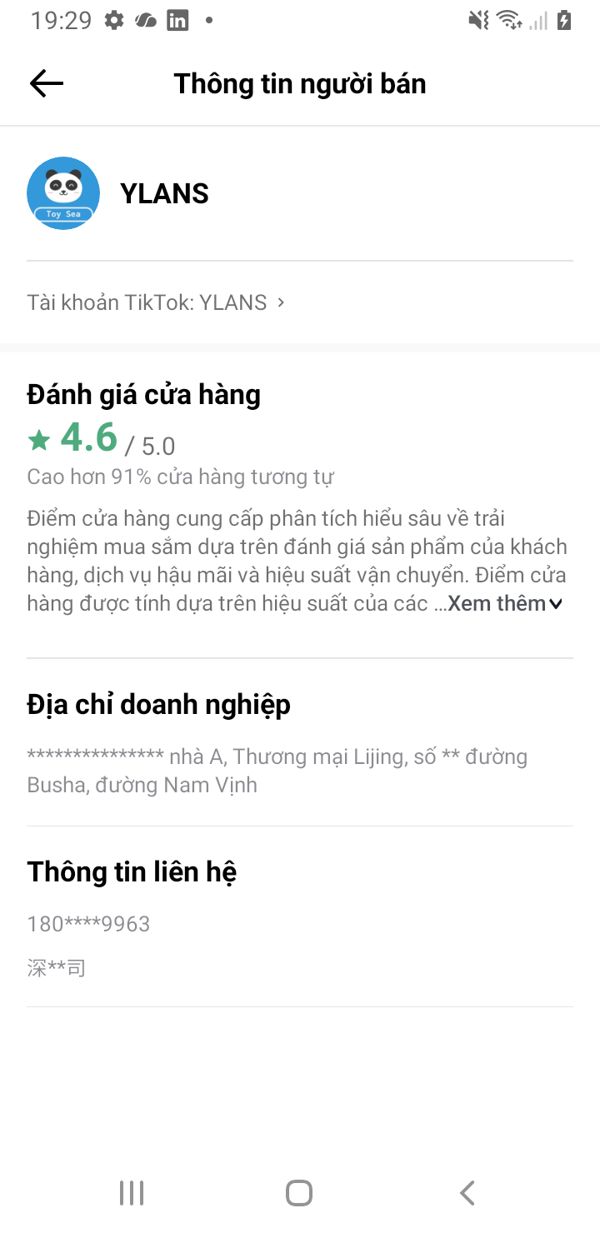 19:29
Thông tin người bán
Toy Sea
YLANS
Tài khoản TikTok: YLANS
Đánh giá cửa hàng
4.6 / 5.0
Cao hơn 91% cửa hàng tương tự
Điểm cửa hàng cung cấp phân tích hiểu sâu về trải
nghiệm mua sắm dựa trên đánh giá sản phẩm của khách
hàng, dịch vụ hậu mãi và hiệu suất vận chuyển. Điểm cửa
hàng được tính dựa trên hiệu suất của các ...Xem thêm
Địa chỉ doanh nghiệp
*************** nhà A, Thương mại Lijing, số ** đường
Busha, đường Nam Vịnh
Thông tin liên hệ
180****9963
深**司